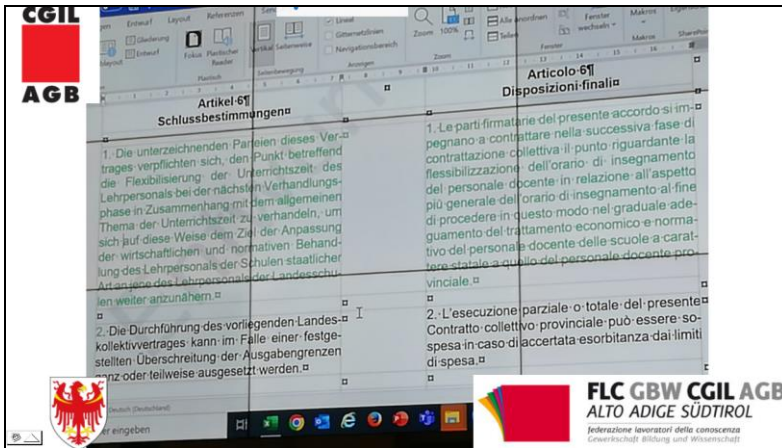 CGIL
AGB
Entwurf
Layout
Referenzen
Gliederung
Entwurf
Fokus
Plastischer
Reader
Plastisch
Vertikal
Seitenweise
Seitenbewegung
Lineal
Gitternetzlinien
Navigationsbereich
Anzeigen
Zoom
100%
Zoom
Alle anordnen
Teilen
Fenster
wechseln
Fenster
Makros
Makros
SharePoin
Artikel·6¶
Schlussbestimmungen¤
1.·Die·unterzeichnenden·Parteien·dieses·Ver-
trages·verpflichten·sich,·den·Punkt·betreffend
die·Flexibilisierung·der·Unterrichtszeit·des
Lehrpersonals·bei·der·nächsten·Verhandlungs-
phase·in·Zusammenhang·mit·dem·allgemeinen
Thema·der·Unterrichtszeit·zu·verhandeln,·um
sich·auf·diese·Weise·dem·Ziel·der·Anpassung
der·wirtschaftlichen·und·normativen·Behand-
lung·des·Lehrpersonals·der·Schulen·staatlicher
Art·an·jene·des·Lehrpersonals·der·Landesschu-
len·weiter·anzunähern.¤
2.·Die·Durchführung·des·vorliegenden·Landes-
kollektivvertrages·kann·im·Falle·einer·festge-
stellten·Überschreitung·der·Ausgabengrenzen
ganz·oder·teilweise·ausgesetzt·werden.¤
Articolo·6¶
Disposizioni·finali¤
1.·Le·parti·firmatarie·del·presente·accordo·si·im-
pegnano·a·contrattare·nella·successiva·fase·di
contrattazione·collettiva·il·punto·riguardante·la
flessibilizzazione·dell'orario·di·insegnamento
del·personale·docente·in·relazione·all'aspetto
più·generale·dell'orario·di·insegnamento·al·fine
di·procedere·in·questo·modo·nel·graduale·ade-
guamento·del·trattamento·economico·e·norma-
tivo·del·personale·docente·delle·scuole·a·carat-
tere·statale·a·quello·del·personale·docente·pro-
vinciale.¤
2.·L'esecuzione·parziale·o·totale·del·presente
Contratto·collettivo·provinciale·può·essere·so-
spesa·in·caso·di·accertata·esorbitanza·dai·limiti
di·spesa.¤
Deutsch (Deutschland)
eingeben
FLC GBW CGIL AGB
ALTO ADIGE SÜDTIROL
federazione lavoratori della conoscenza
Gewerkschaft Bildung und Wissenschaft